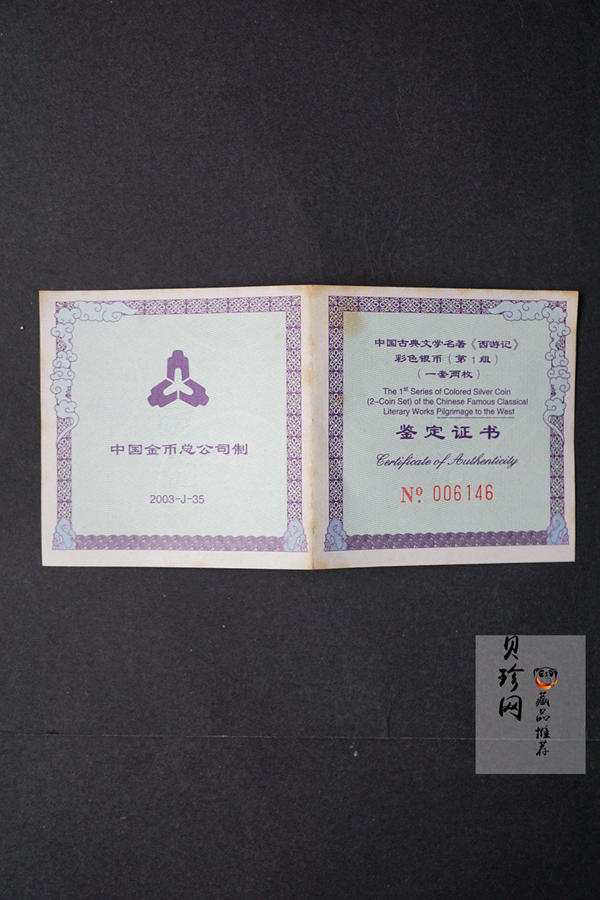 中国金币总公司制
2003-J-35
中国古典文学名著《西游记》
彩色银币（第1组）
（一套两枚）
The 1st Series of Colored Silver Coin
(2-Coin Set) of the Chinese Famous Classical
Literary Works Pilgrimage to the West
鉴定证书
Certificate of Authenticity
Nº 006146
贝珍网
藏品推荐